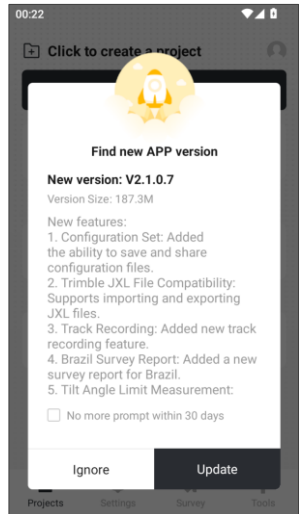 00:22
Click to create a project
Find new APP version
New version: V2.1.0.7
Version Size: 187.3M
New features:
1. Configuration Set: Added
the ability to save and share
configuration files.
2. Trimble JXL File Compatibility:
Supports importing and exporting
JXL files.
3. Track Recording: Added new track
recording feature.
4. Brazil Survey Report: Added a new
survey report for Brazil.
5. Tilt Angle Limit Measurement:
No more prompt within 30 days
Ignore Update
Projects Settings Survey Tools